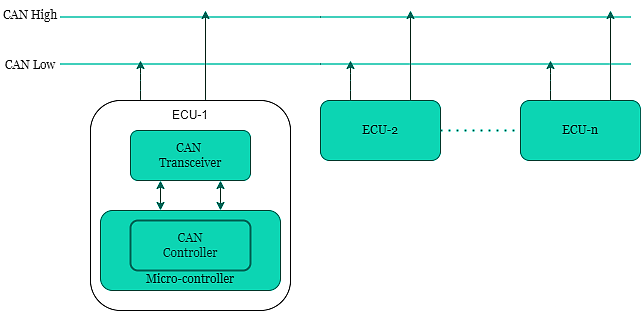 CAN High
CAN Low
ECU-1
CAN
Transceiver
CAN
Controller
Micro-controller
ECU-2
ECU-n